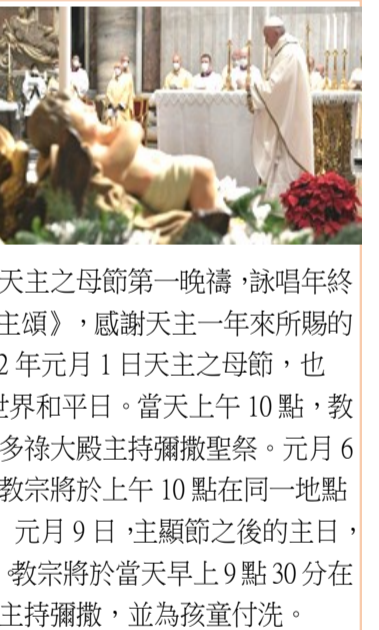 天主之母節第一晚禱，詠唱年終
主頌》，感謝天主一年來所賜的
2 年元月 1 日天主之母節，也
世界和平日。當天上午 10 點，教
多祿大殿主持彌撒聖祭。元月 6
教宗將於上午 10 點在同一地點
元月 9 日，主顯節之後的主日，
教宗將於當天早上 9 點 30 分在
主持彌撒，並為孩童付洗。